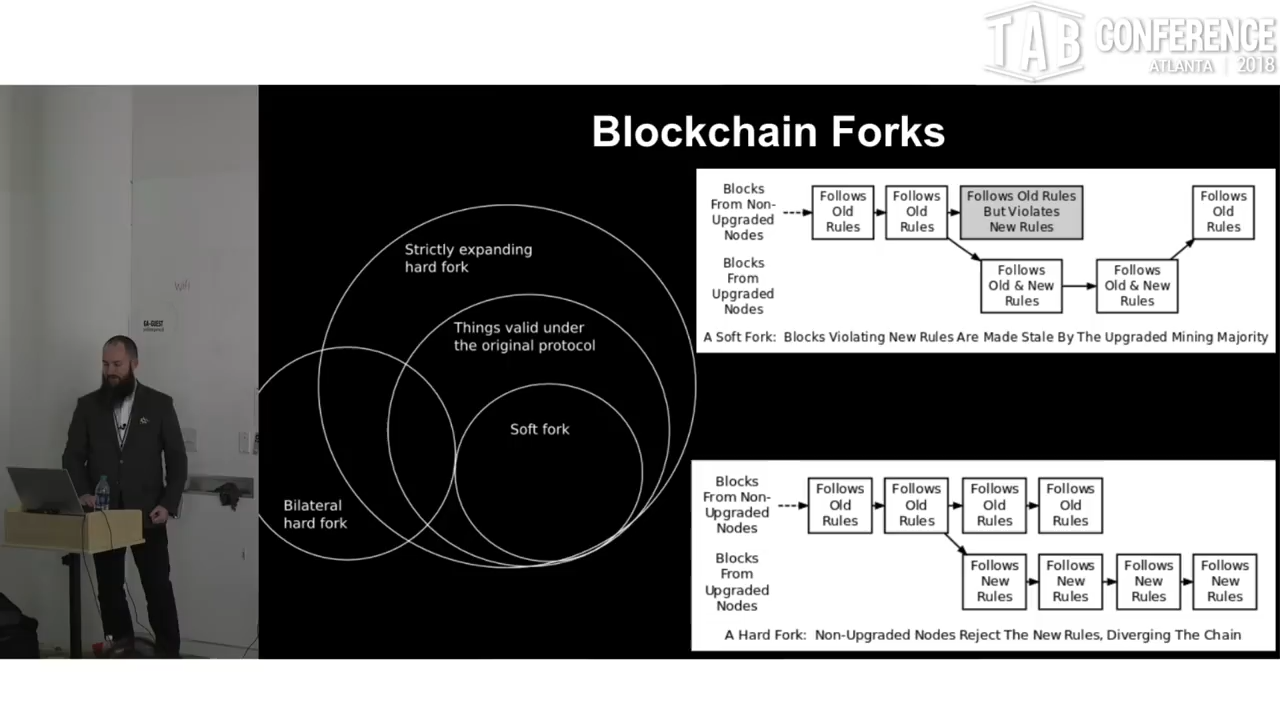 TAB CONFERENCE
ATLANTA | 2018
Blockchain Forks
Strictly expanding
hard fork
Things valid under
the original protocol
Soft fork
Bilateral
hard fork
Blocks
From Non-
Upgraded
Nodes
Follows
Old
Rules
Follows
Old
Rules
Follows Old Rules
But Violates
New Rules
Follows
Old
Rules
Blocks
From
Upgraded
Nodes
Follows
Old & New
Rules
Follows
Old & New
Rules
A Soft Fork: Blocks Violating New Rules Are Made Stale By The Upgraded Mining Majority
Blocks
From Non-
Upgraded
Nodes
Follows
Old
Rules
Follows
Old
Rules
Follows
Old
Rules
Follows
Old
Rules
Blocks
From
Upgraded
Nodes
Follows
New
Rules
Follows
New
Rules
Follows
New
Rules
Follows
New
Rules
A Hard Fork: Non-Upgraded Nodes Reject The New Rules, Diverging The Chain
Wifi
GA-GUEST